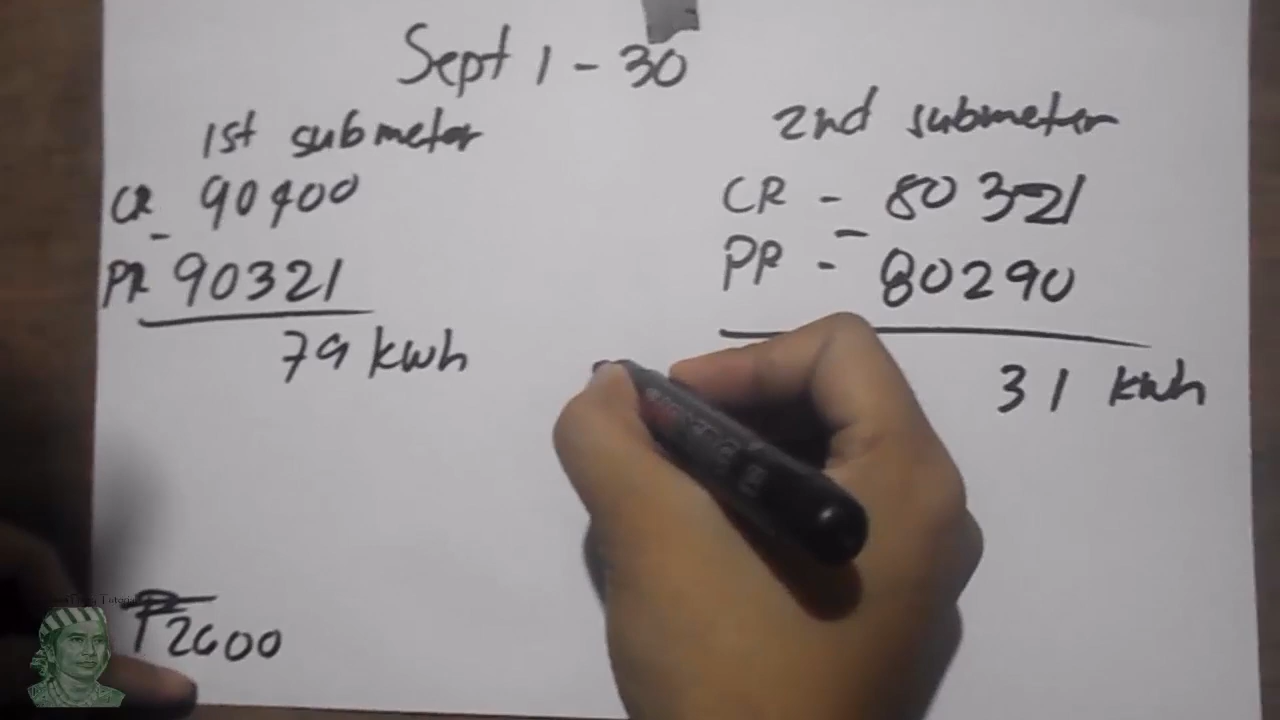 Sept 1 - 30
1st submeter
CR 90400
-
PR 90321
79 kwh
2nd submeter
CR - 80321
-
PR - 80290
31 kwh
₱2600